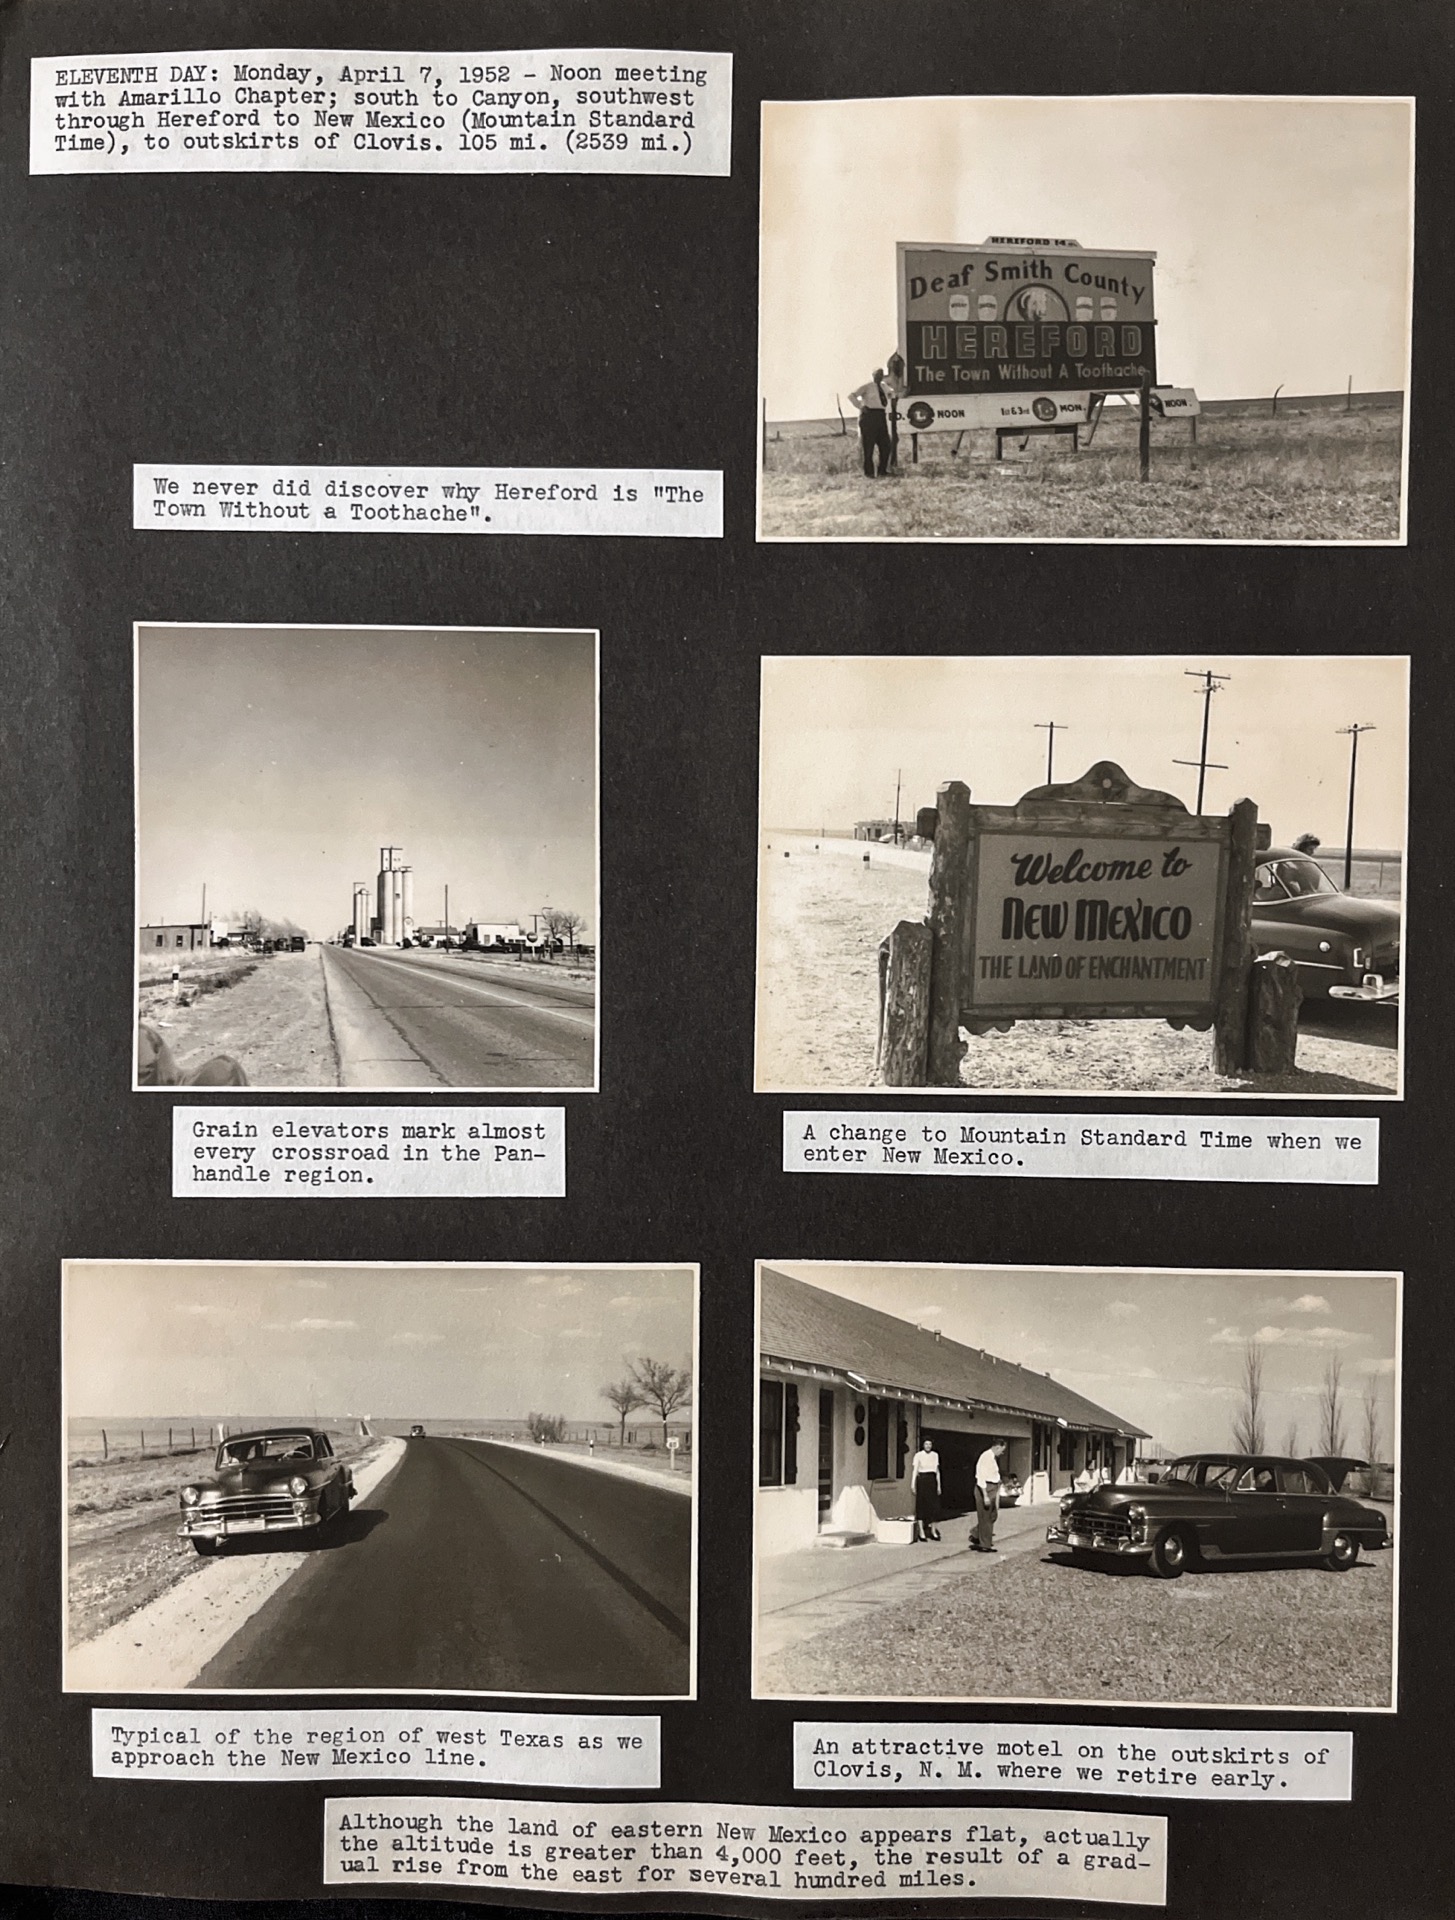 ELEVENTH DAY: Monday, April 7, 1952 - Noon meeting
with Amarillo Chapter; south to Canyon, southwest
through Hereford to New Mexico (Mountain Standard
Time), to outskirts of Clovis. 105 mi. (2539 mi.)
HEREFORD 14
Deaf Smith County
HEREFORD
The Town Without A Toothache
NOON
1st & 3rd
MON.
NOON
We never did discover why Hereford is "The
Town Without a Toothache".
Welcome to
NEW MEXICO
THE LAND OF ENCHANTMENT
Grain elevators mark almost
every crossroad in the Pan-
handle region.
A change to Mountain Standard Time when we
enter New Mexico.
Typical of the region of west Texas as we
approach the New Mexico line.
An attractive motel on the outskirts of
Clovis, N. M. where we retire early.
Although the land of eastern New Mexico appears flat, actually
the altitude is greater than 4,000 feet, the result of a grad-
ual rise from the east for several hundred miles.